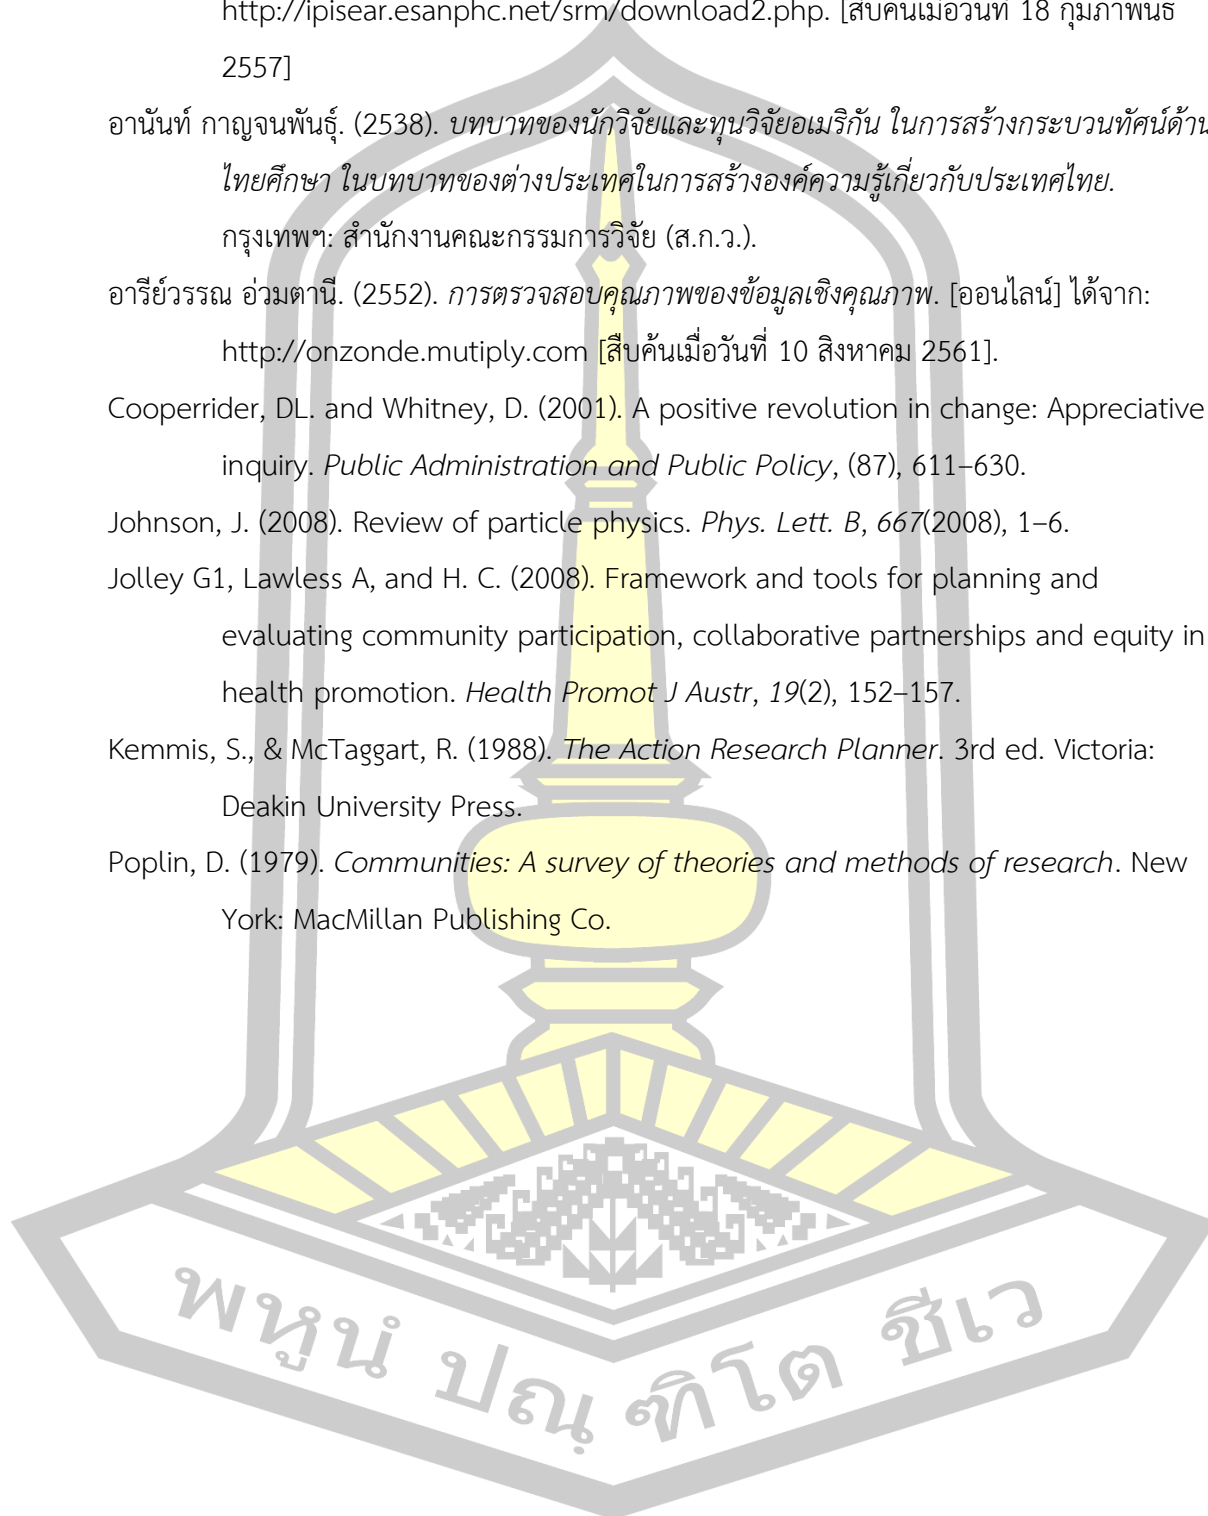 http://ipisear.esanphc.net/srm/download2.php. [สืบค้นเมื่อวันที่ 18 กุมภาพันธ์
2557]
อานันท์ กาญจนพันธุ์. (2538). บทบาทของนักวิจัยและทุนวิจัยอเมริกัน ในการสร้างกระบวนทัศน์ด้าน
ไทยศึกษา ในบทบาทของต่างประเทศในการสร้างองค์ความรู้เกี่ยวกับประเทศไทย.
กรุงเทพฯ: สำนักงานคณะกรรมการวิจัย (ส.ก.ว.).
อารีย์วรรณ อ่วมตานี. (2552). การตรวจสอบคุณภาพของข้อมูลเชิงคุณภาพ. [ออนไลน์] ได้จาก:
http://onzonde.mutiply.com [สืบค้นเมื่อวันที่ 10 สิงหาคม 2561].
Cooperrider, DL. and Whitney, D. (2001). A positive revolution in change: Appreciative
inquiry. Public Administration and Public Policy, (87), 611–630.
Johnson, J. (2008). Review of particle physics. Phys. Lett. B, 667(2008), 1–6.
Jolley G1, Lawless A, and H. C. (2008). Framework and tools for planning and
evaluating community participation, collaborative partnerships and equity in
health promotion. Health Promot J Austr, 19(2), 152–157.
Kemmis, S., & McTaggart, R. (1988). The Action Research Planner. 3rd ed. Victoria:
Deakin University Press.
Poplin, D. (1979). Communities: A survey of theories and methods of research. New
York: MacMillan Publishing Co.
พหูนํ ปณฺฑิโต ชีเว